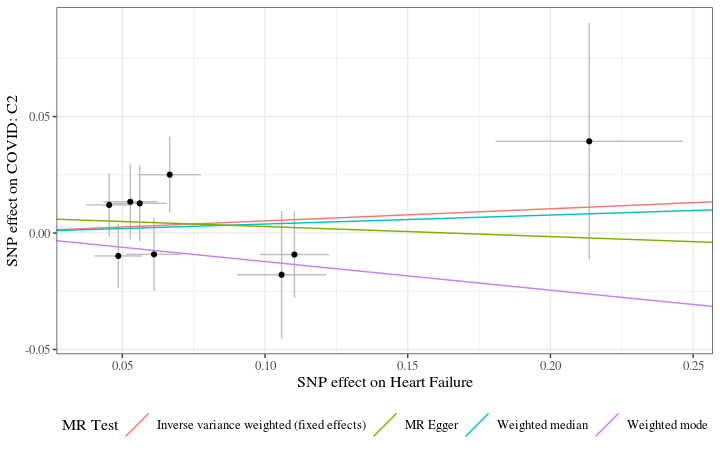 SNP effect on COVID: C2
0.05
0.00
-0.05
0.05
0.10
0.15
0.20
0.25
SNP effect on Heart Failure
MR Test Inverse variance weighted (fixed effects) MR Egger Weighted median Weighted mode